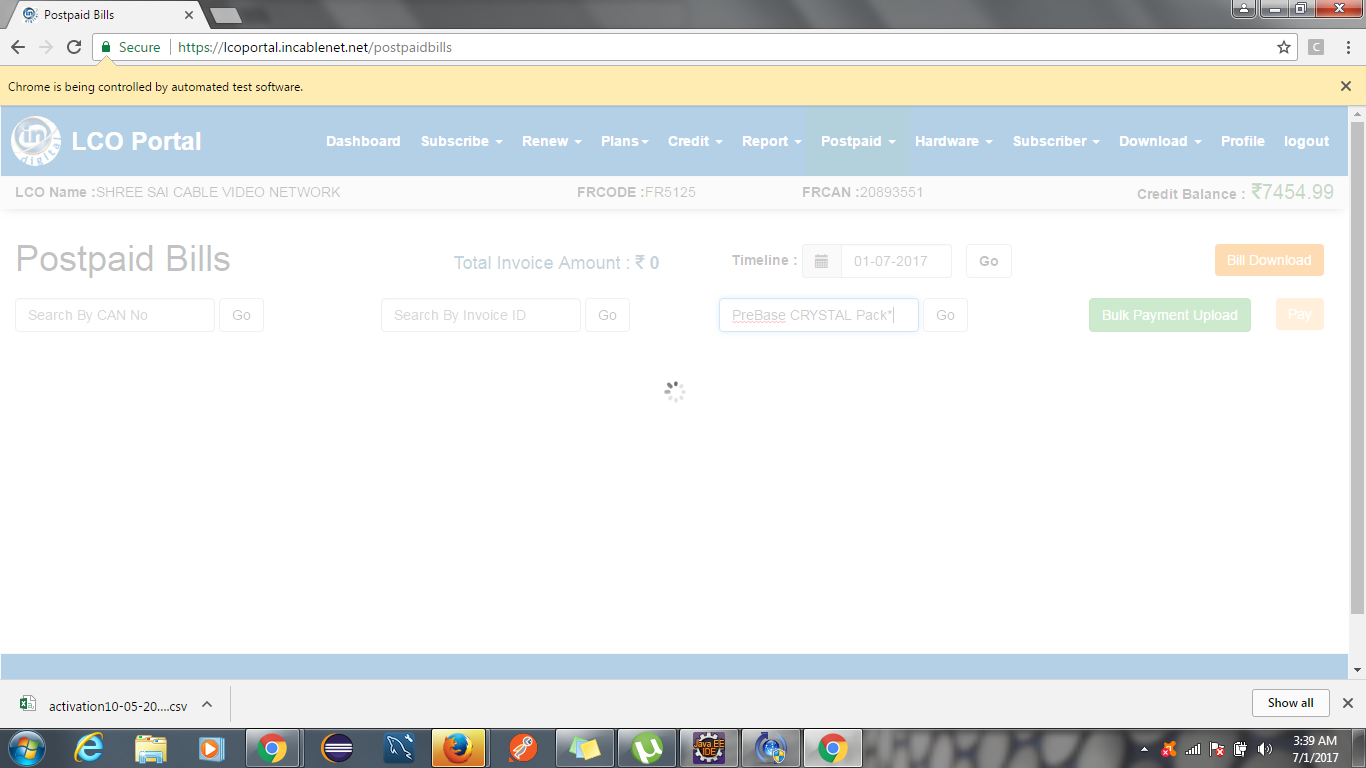 Postpaid Bills
Secure https://lcoportal.incablenet.net/postpaidbills
C
Chrome is being controlled by automated test software.
in digital LCO Portal Dashboard Subscribe Renew Plans Credit Report Postpaid Hardware Subscriber Download Profile logout
LCO Name :SHREE SAI CABLE VIDEO NETWORK FRCODE :FR5125 FRCAN :20893551 Credit Balance : ₹7454.99
Postpaid Bills Total Invoice Amount : ₹ 0 Timeline : 01-07-2017 Go Bill Download
Search By CAN No Go Search By Invoice ID Go PreBase CRYSTAL Pack* Go Bulk Payment Upload Pay
activation10-05-20....csv Show all
Java EE IDE
3:39 AM
7/1/2017